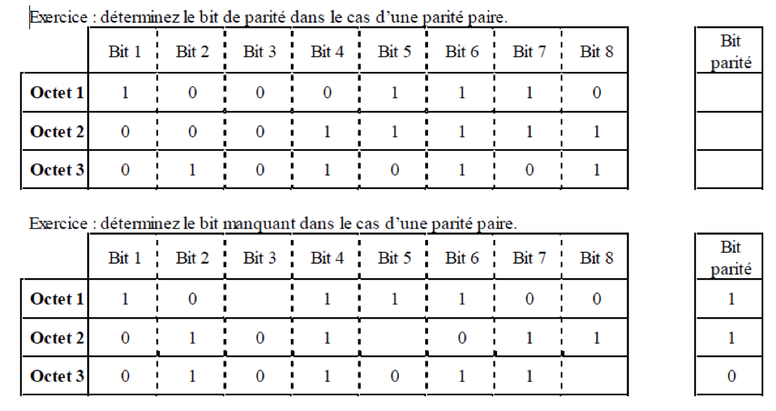 Exercice : déterminez le bit de parité dans le cas d’une parité paire.
Bit 1 Bit 2 Bit 3 Bit 4 Bit 5 Bit 6 Bit 7 Bit 8 Bit parité
Octet 1 1 0 0 0 1 1 1 0
Octet 2 0 0 0 1 1 1 1 1
Octet 3 0 1 0 1 0 1 0 1
Exercice : déterminez le bit manquant dans le cas d’une parité paire.
Bit 1 Bit 2 Bit 3 Bit 4 Bit 5 Bit 6 Bit 7 Bit 8 Bit parité
Octet 1 1 0 1 1 1 0 0 1
Octet 2 0 1 0 1 0 1 1 1
Octet 3 0 1 0 1 0 1 1 0